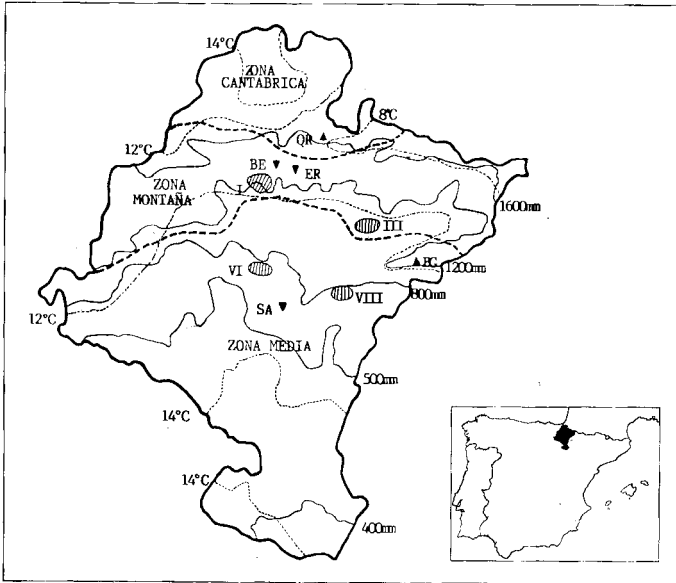 14°C
ZONA
CANTABRICA
8°C
QR
12°C
BE
ER
ZONA
MONTAÑA
I
1600mm
III
BG
1200mm
VI
800mm
VIII
12°C
SA
ZONA MEDIA
500mm
14°C
14°C
400mm